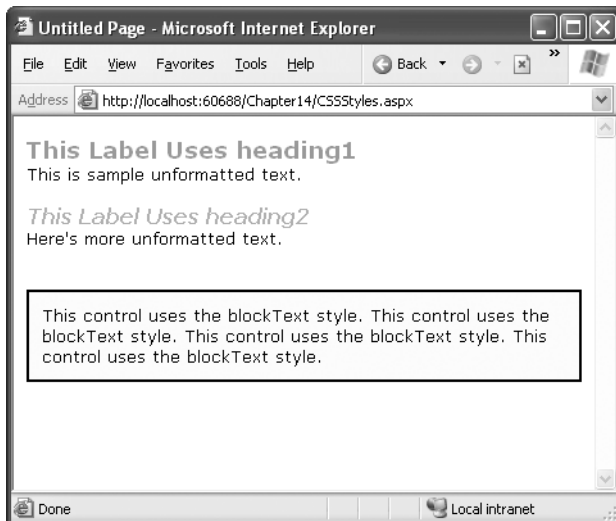 Untitled Page - Microsoft Internet Explorer
File Edit View Favorites Tools Help Back »
Address http://localhost:60688/Chapter14/CSSStyles.aspx
This Label Uses heading1
This is sample unformatted text.
This Label Uses heading2
Here's more unformatted text.
This control uses the blockText style. This control uses the
blockText style. This control uses the blockText style. This
control uses the blockText style.
Done Local intranet